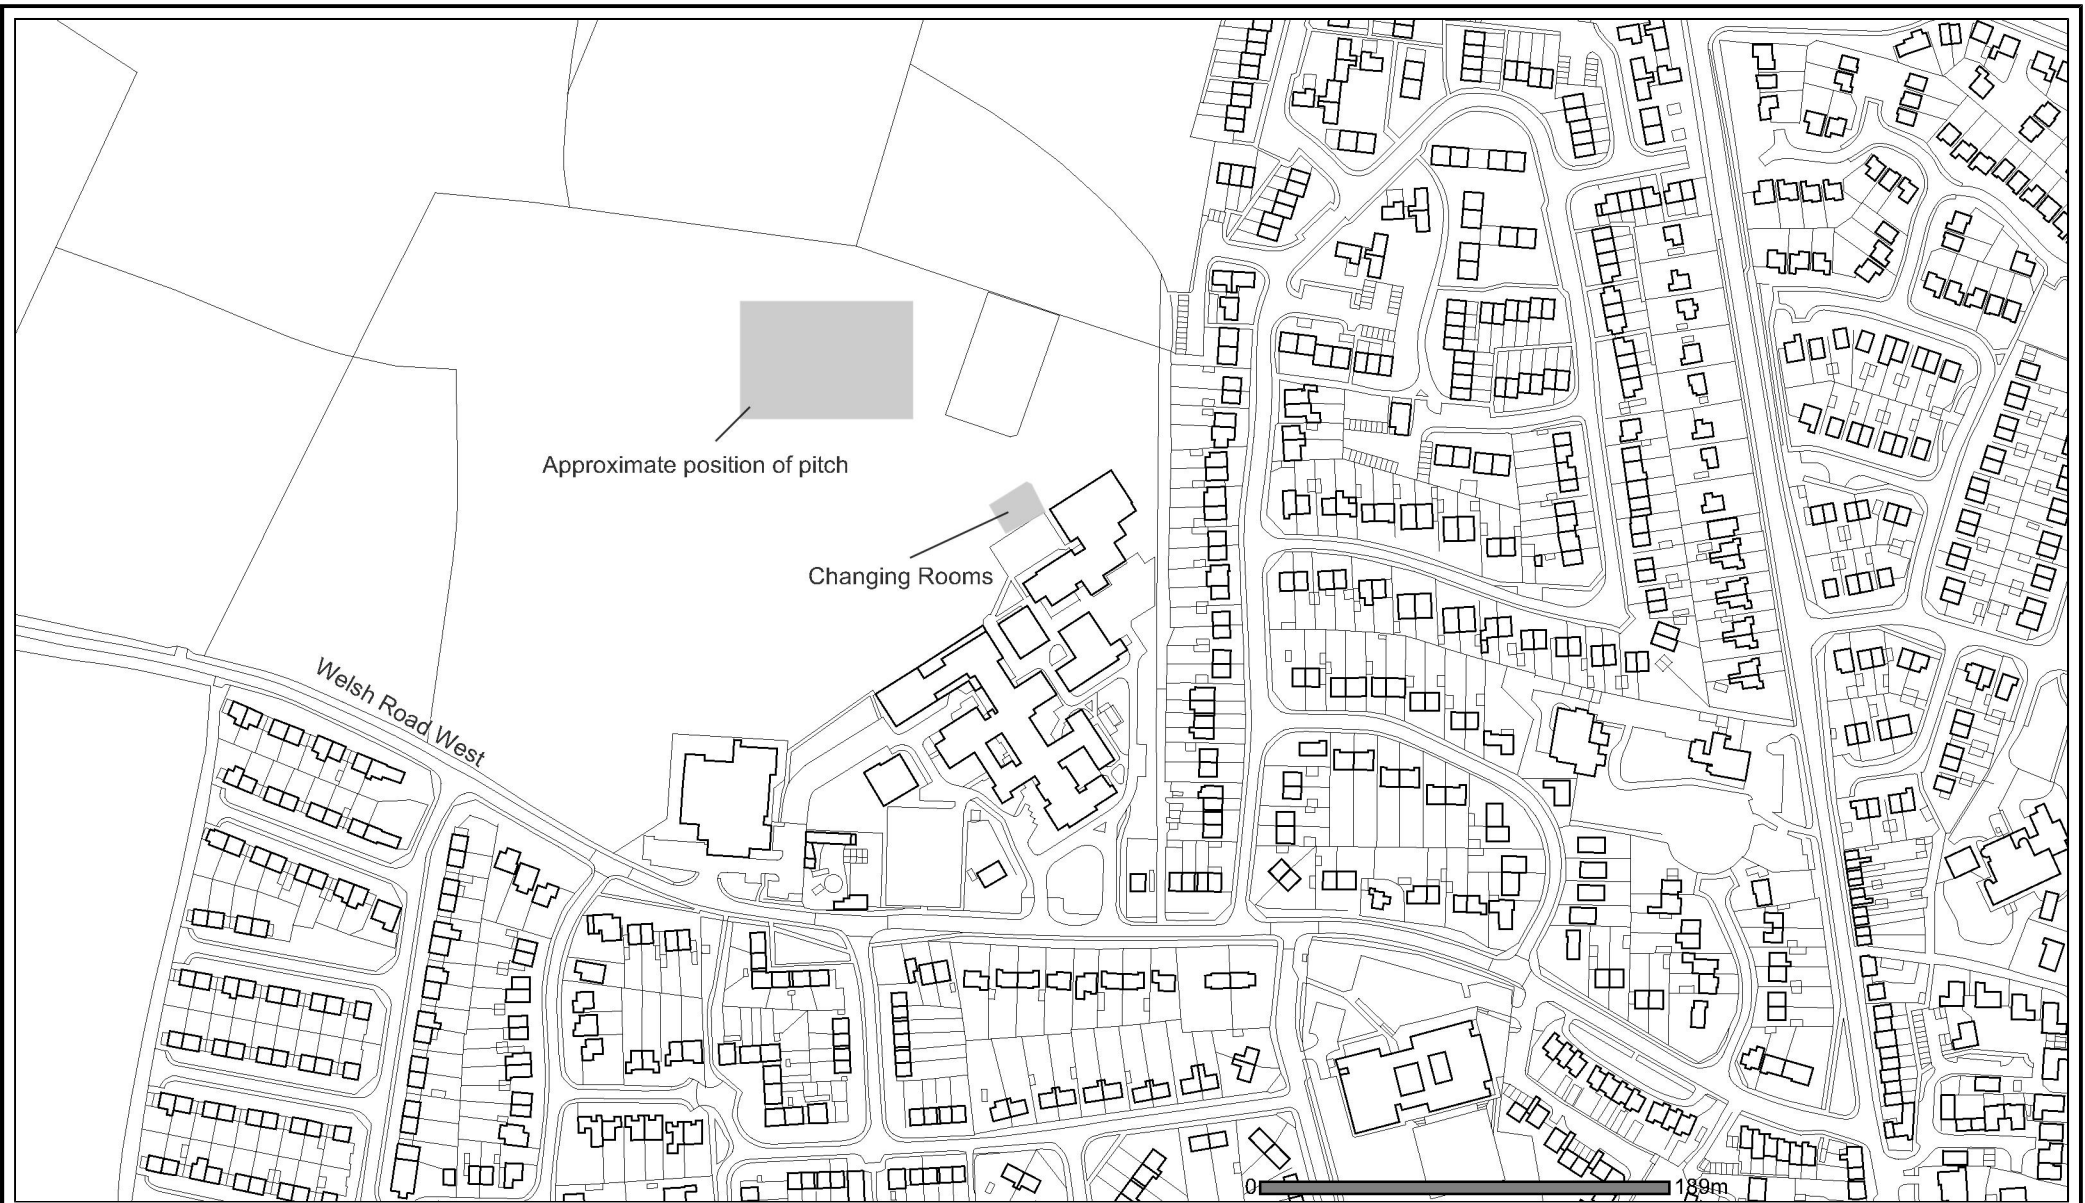 Approximate position of pitch
Changing Rooms
Welsh Road West
0 189m